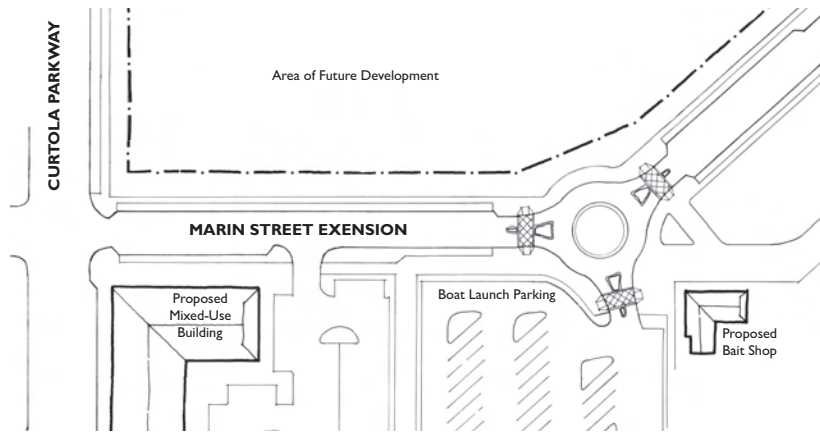 CURTOLA PARKWAY
Area of Future Development
MARIN STREET EXENSION
Proposed
Mixed-Use
Building
Boat Launch Parking
Proposed
Bait Shop